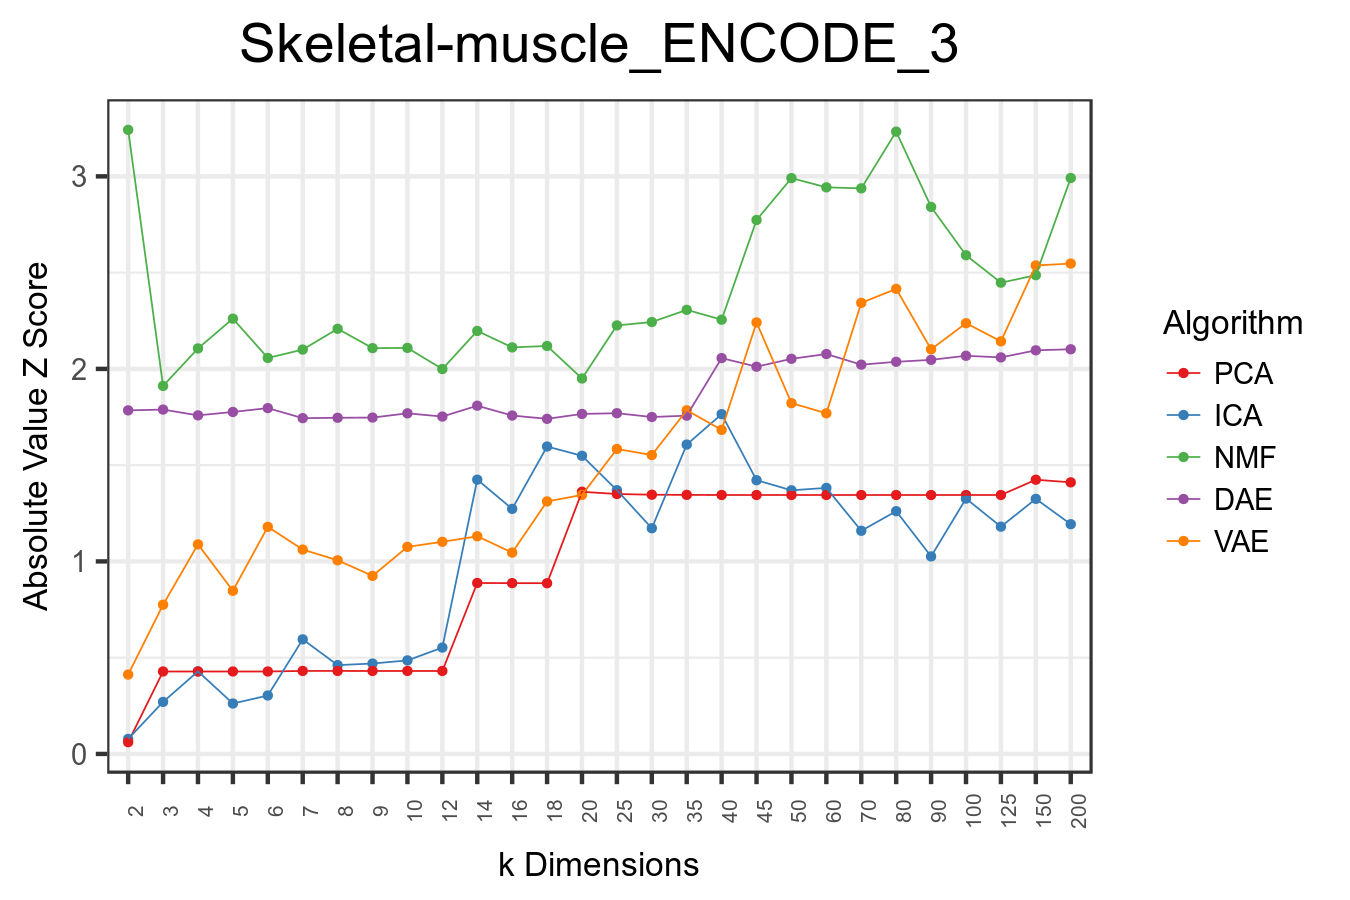 Skeletal-muscle_ENCODE_3
Absolute Value Z Score
3
2
1
0
2 3 4 5 6 7 8 9 10 12 14 16 18 20 25 30 35 40 45 50 60 70 80 90 100 125 150 200
k Dimensions
Algorithm
PCA
ICA
NMF
DAE
VAE